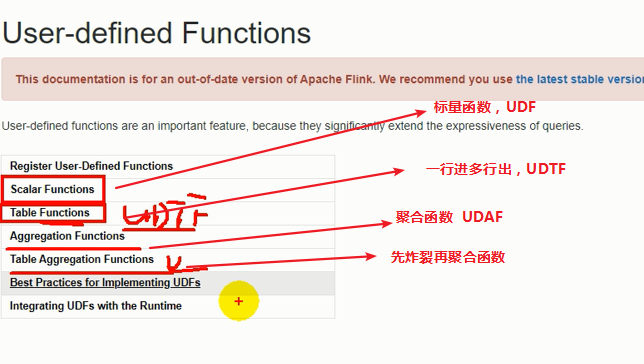 User-defined Functions
This documentation is for an out-of-date version of Apache Flink. We recommend you use the latest stable version
标量函数，UDF
User-defined functions are an important feature, because they significantly extend the expressiveness of queries.
Register User-Defined Functions
一行进多行出，UDTF
Scalar Functions
Table Functions
UDTF
聚合函数 UDAF
Aggregation Functions
Table Aggregation Functions
先炸裂再聚合函数
Best Practices for Implementing UDFs
Integrating UDFs with the Runtime